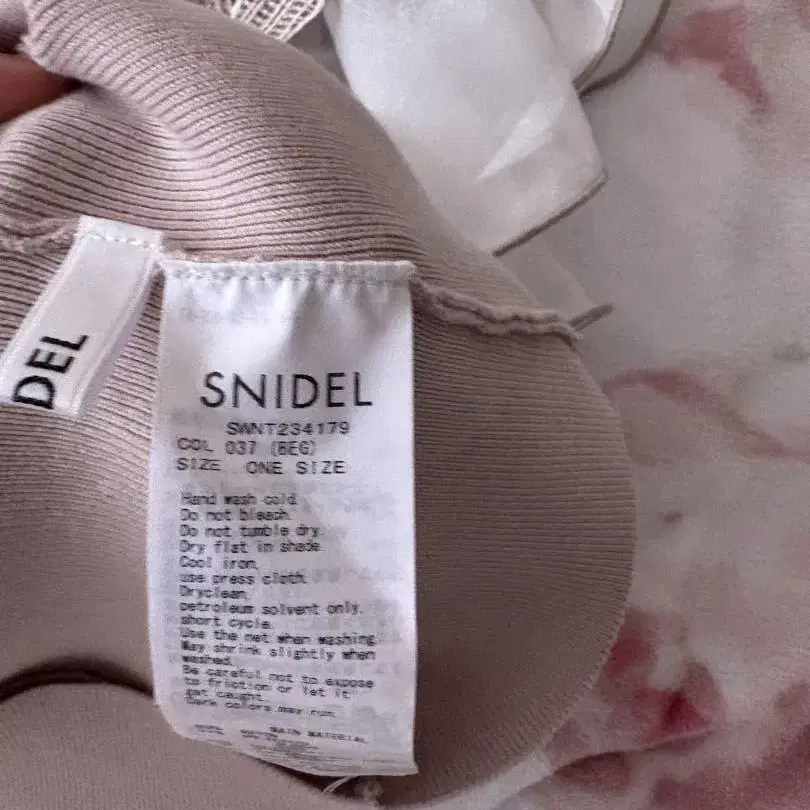 DEL
SNIDEL
SWNT234179
COL 037 (BEG)
SIZE ONE SIZE
Hand wash cold.
Do not bleach.
Do not tumble dry.
Dry flat in shade.
Cool iron,
use press cloth.
Dryclean,
petroleum solvent only,
short cycle.
Use the net when washing.
May shrink slightly when
washed.
Be careful not to expose
to friction or let it
get caught.
Dark colors may run.
MAIN MATERIAL